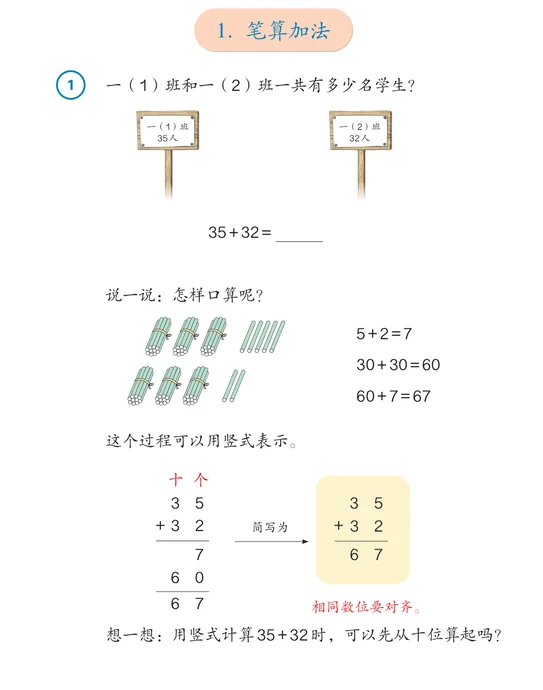 1. 笔算加法
1 一（1）班和一（2）班一共有多少名学生？
一（1）班
35人
一（2）班
32人
35+32=
说一说：怎样口算呢？
5+2=7
30+30=60
60+7=67
这个过程可以用竖式表示。
十 个
3 5
+3 2
7
6 0
6 7
简写为
3 5
+3 2
6 7
相同数位要对齐。
想一想：用竖式计算35+32时，可以先从十位算起吗？